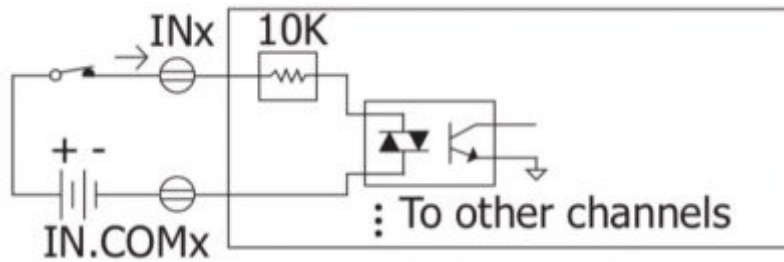 INx 10K
+ -
To other channels
IN.COMx